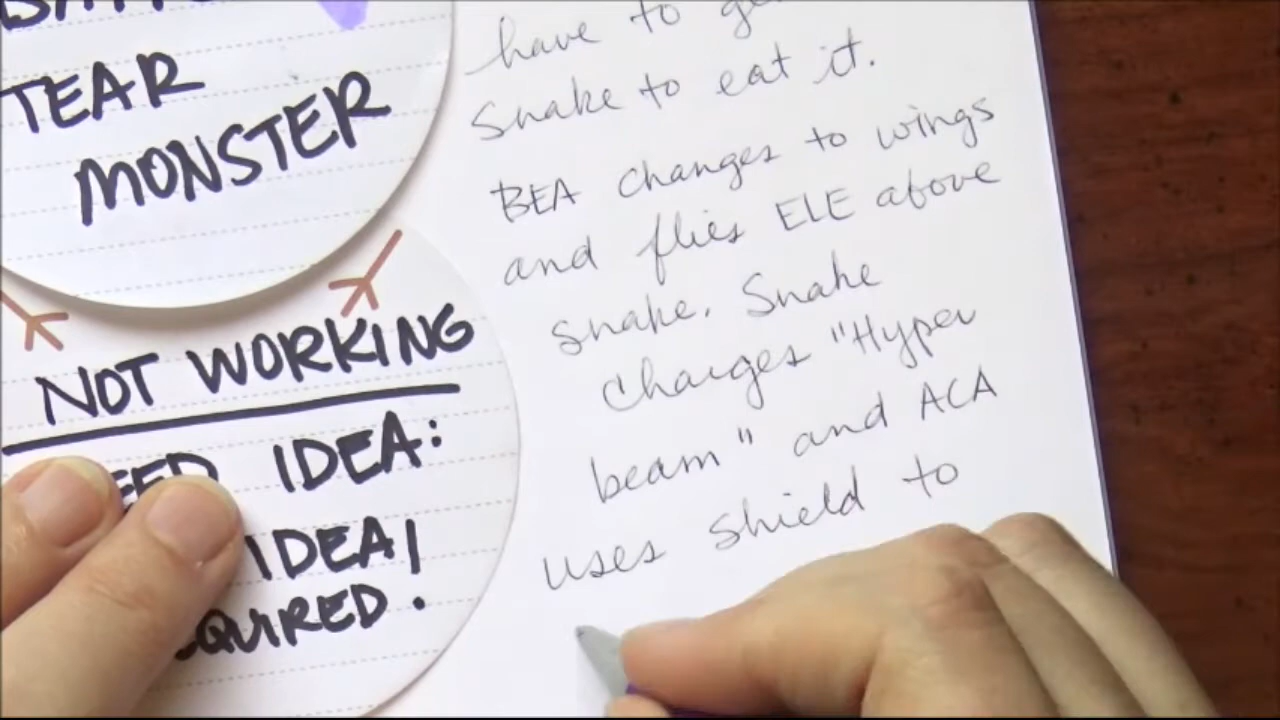 TEAR
MONSTER
NOT WORKING
IDEA:
IDEA!
have to
Snake to eat it.
BEA changes to wings
and flies ELE above
snake. Snake
charges "Hyper
beam" and ACA
uses shield to